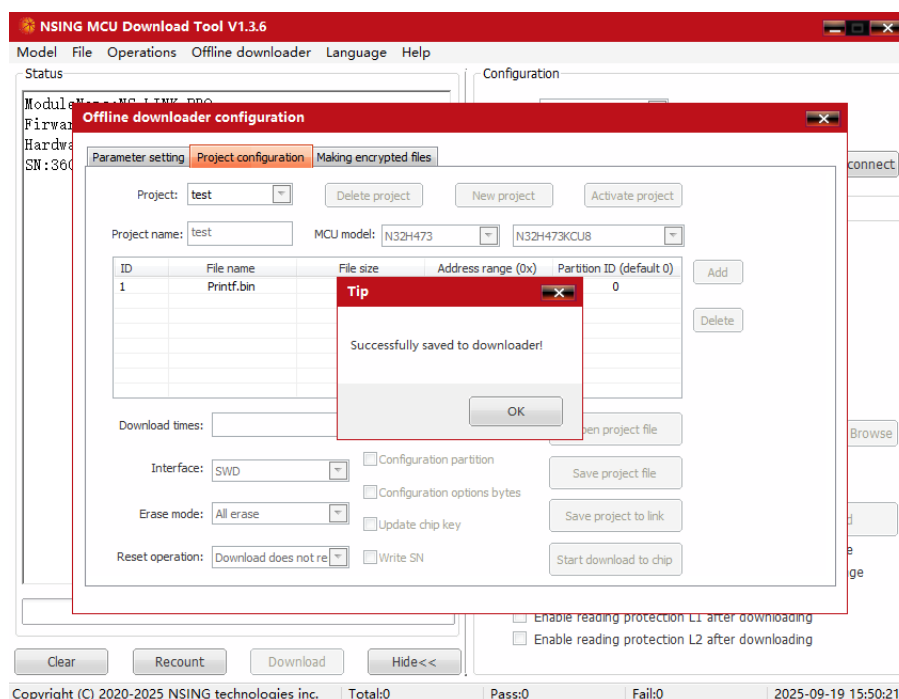 NSING MCU Download Tool V1.3.6
Model File Operations Offline downloader Language Help
Status
Configuration
Offline downloader configuration
SN:360
connect
Parameter setting Project configuration Making encrypted files
Project: test Delete project New project Activate project
Project name: test MCU model: N32H473 N32H473KCU8
ID File name File size Address range (0x) Partition ID (default 0) Add
1 Printf.bin 0
Tip
Delete
Successfully saved to downloader!
OK
Download times: project file Browse
Interface: SWD Configuration partition Save project file
Configuration options bytes
Erase mode: All erase Save project to link
Update chip key
Reset operation: Download does not re Write SN Start download to chip
Enable reading protection L1 after downloading
Enable reading protection L2 after downloading
Clear Recount Download Hide<<
Copyright (C) 2020-2025 NSING technologies inc. Total:0 Pass:0 Fail:0 2025-09-19 15:50:21